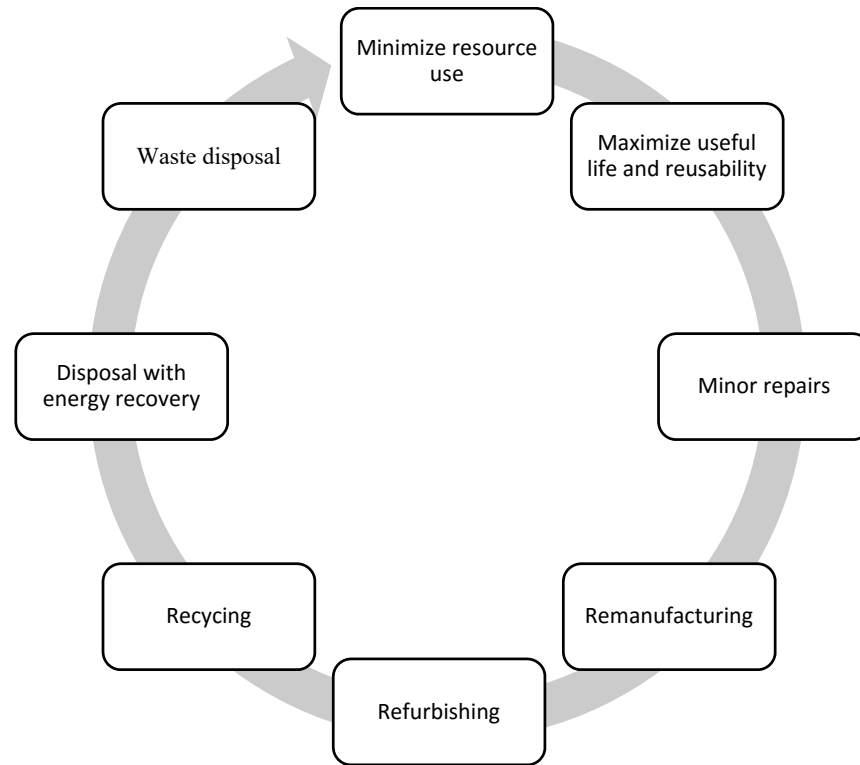 Minimize resource
use
Maximize useful
life and reusability
Minor repairs
Remanufacturing
Refurbishing
Recycing
Disposal with
energy recovery
Waste disposal